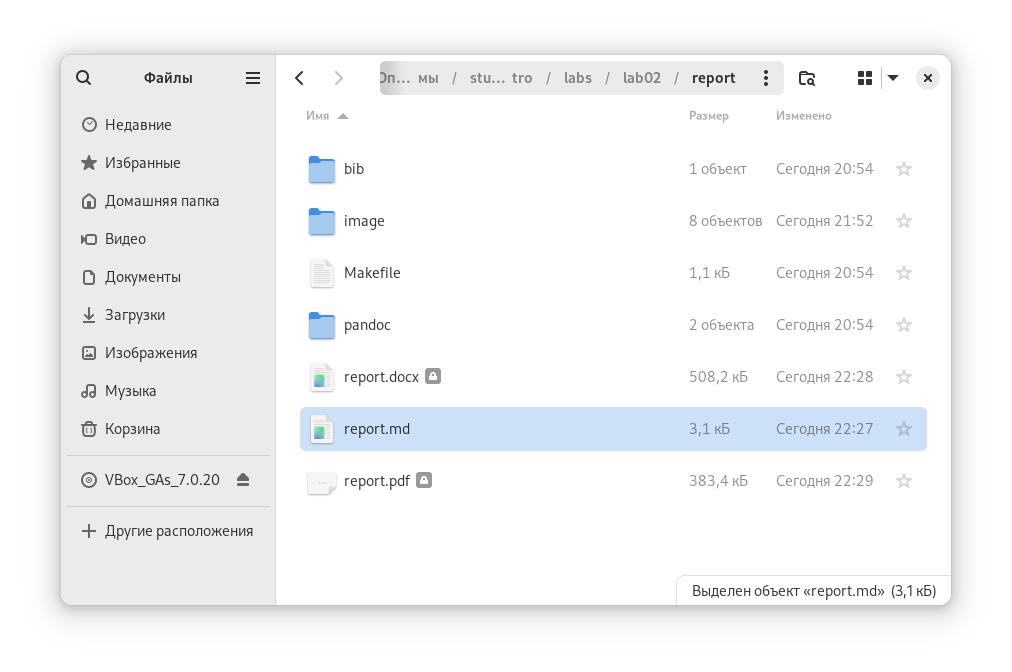 Файлы
Оп… мы / stu… tro / labs / lab02 / report
Недавние
Избранные
Домашняя папка
Видео
Документы
Загрузки
Изображения
Музыка
Корзина
VBox_GAs_7.0.20
Другие расположения
Имя Размер Изменено
bib 1 объект Сегодня 20:54
image 8 объектов Сегодня 21:52
Makefile 1,1 кБ Сегодня 20:54
pandoc 2 объекта Сегодня 20:54
report.docx 508,2 кБ Сегодня 22:28
report.md 3,1 кБ Сегодня 22:27
report.pdf 383,4 кБ Сегодня 22:29
Выделен объект «report.md» (3,1 кБ)